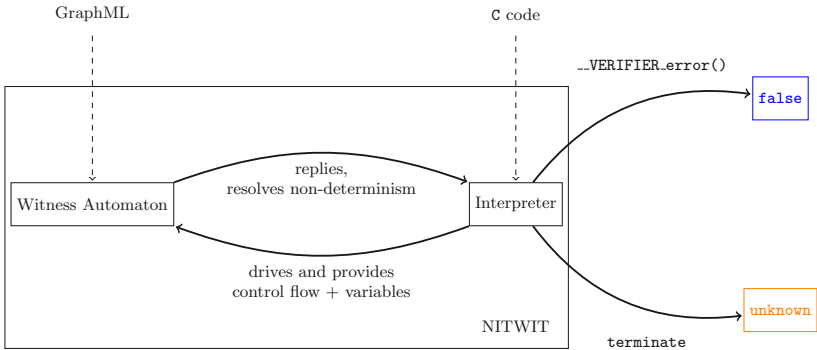 GraphML
C code
__VERIFIER_error()
false
replies,
resolves non-determinism
Witness Automaton
Interpreter
drives and provides
control flow + variables
unknown
NITWIT
terminate